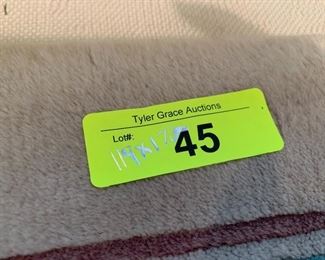 Tyler Grace Auctions
Lot#: 45